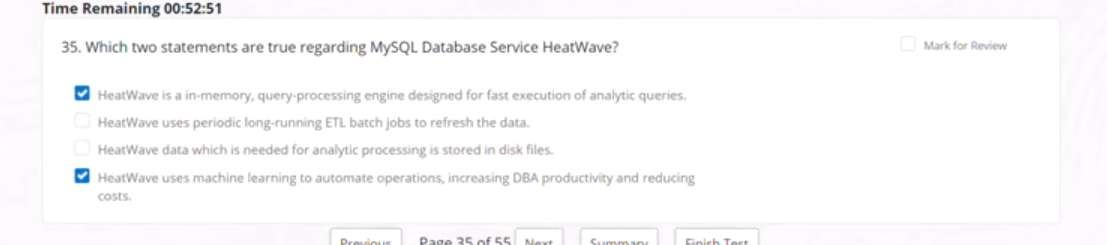 Time Remaining 00:52:51
35. Which two statements are true regarding MySQL Database Service HeatWave?
Mark for Review
HeatWave is a in-memory, query-processing engine designed for fast execution of analytic queries.
HeatWave uses periodic long-running ETL batch jobs to refresh the data.
HeatWave data which is needed for analytic processing is stored in disk files.
HeatWave uses machine learning to automate operations, increasing DBA productivity and reducing
costs.
Previous Page 35 of 55 Next Summary Finish Test